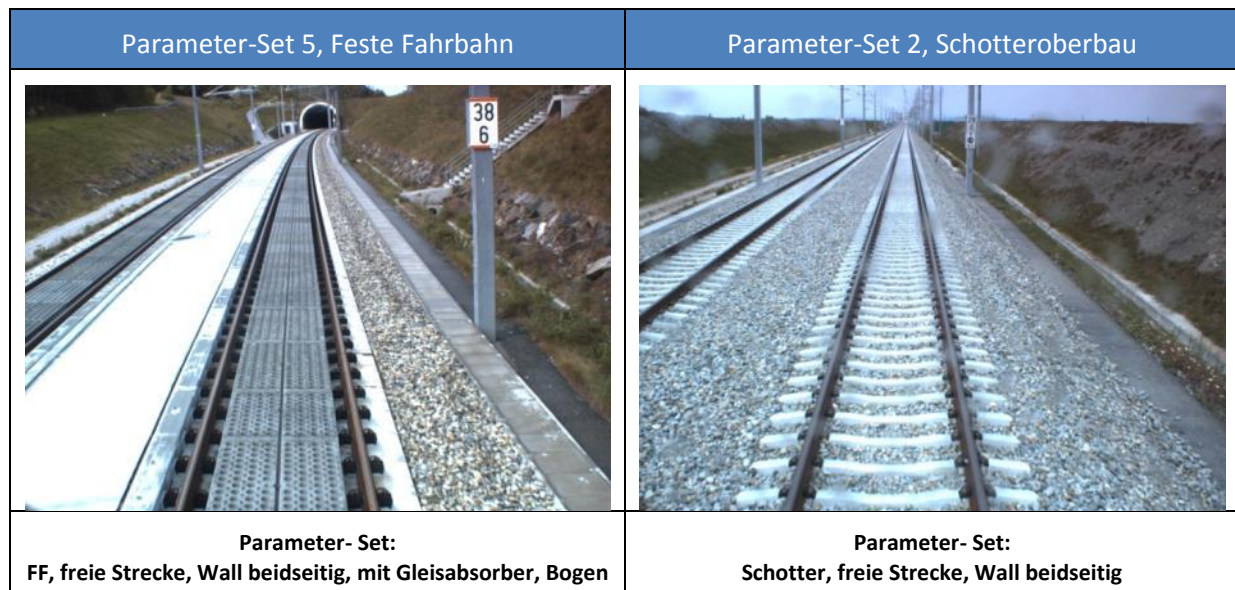 Parameter-Set 5, Feste Fahrbahn
Parameter-Set 2, Schotteroberbau
38
6
Parameter- Set:
FF, freie Strecke, Wall beidseitig, mit Gleisabsorber, Bogen
Parameter- Set:
Schotter, freie Strecke, Wall beidseitig